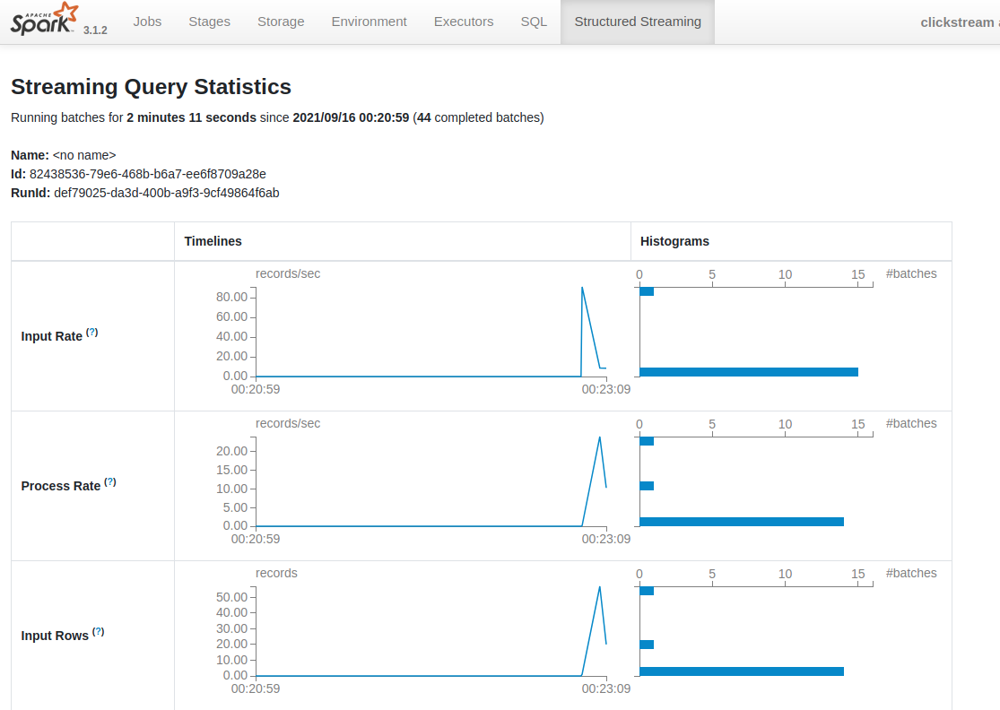 APACHE Spark 3.1.2 Jobs Stages Storage Environment Executors SQL Structured Streaming clickstream
Streaming Query Statistics
Running batches for 2 minutes 11 seconds since 2021/09/16 00:20:59 (44 completed batches)
Name: <no name>
Id: 82438536-79e6-468b-b6a7-ee6f8709a28e
RunId: def79025-da3d-400b-a9f3-9cf49864f6ab
Timelines Histograms
records/sec 0 5 10 15 #batches
80.00
60.00
Input Rate (?) 40.00
20.00
0.00
00:20:59 00:23:09
records/sec 0 5 10 15 #batches
20.00
15.00
Process Rate (?) 10.00
5.00
0.00
00:20:59 00:23:09
records 0 5 10 15 #batches
50.00
40.00
30.00
Input Rows (?) 20.00
10.00
0.00
00:20:59 00:23:09